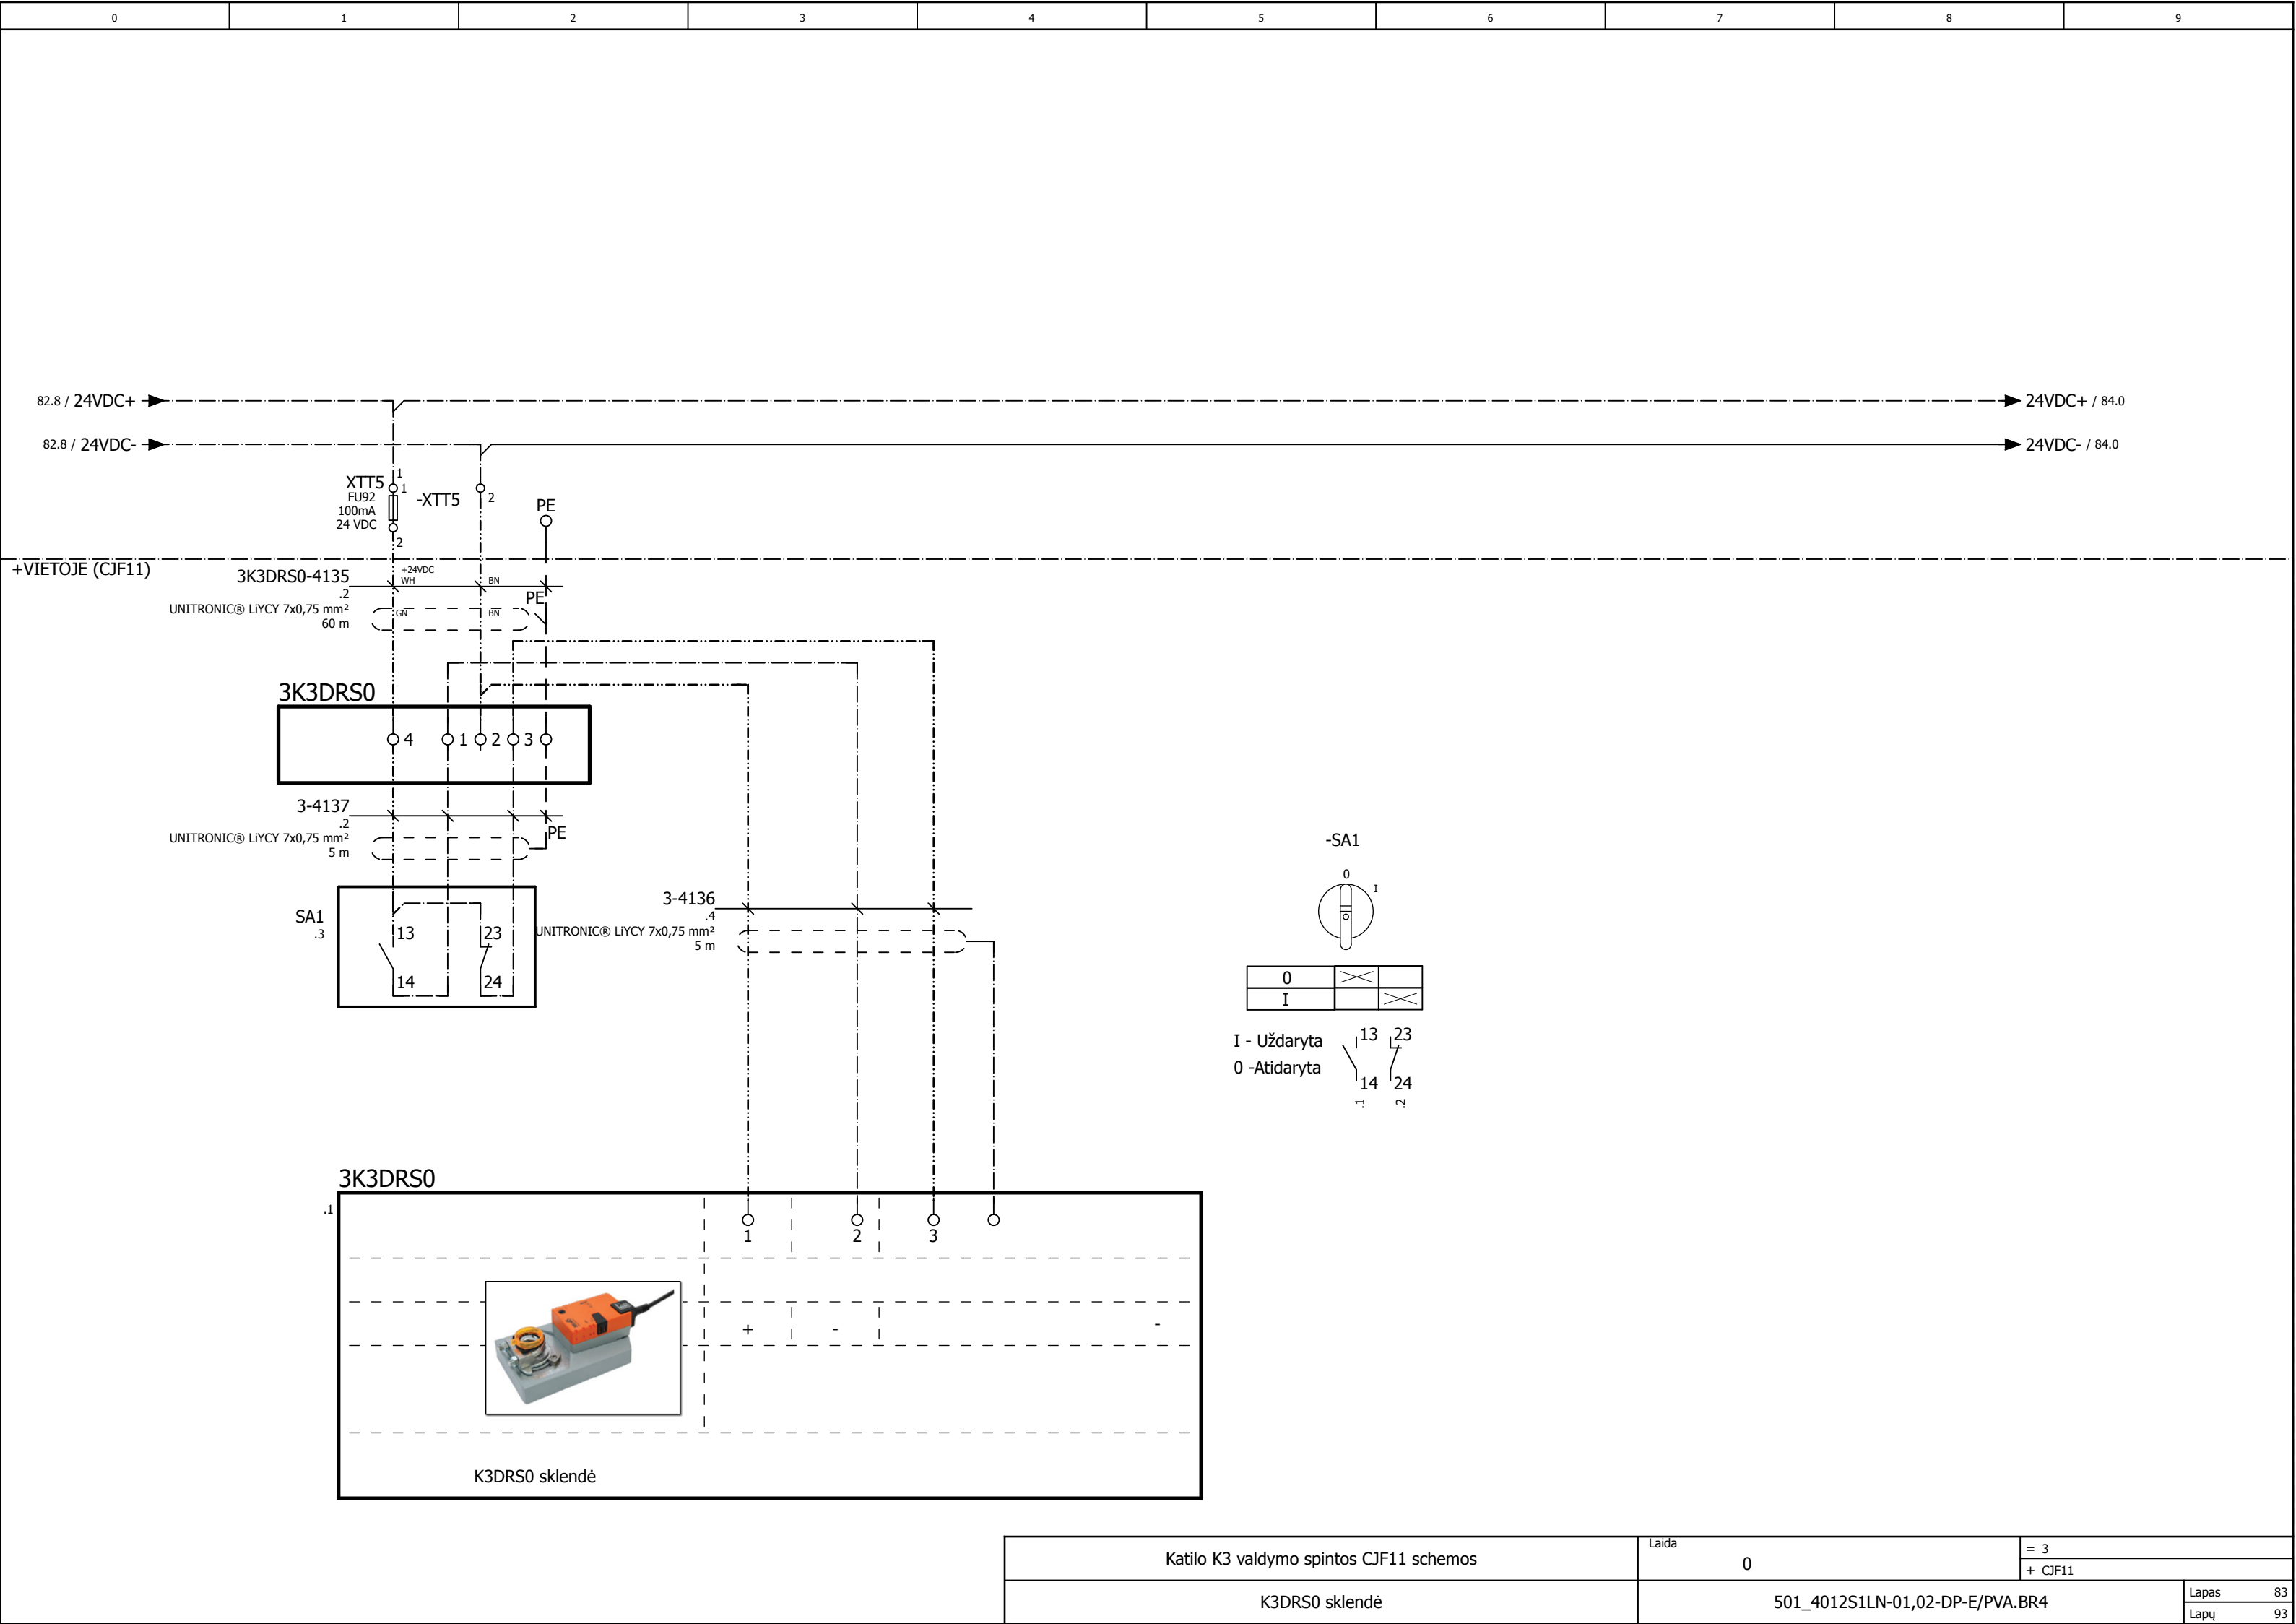 0 1 2 3 4 5 6 7 8 9
82.8 / 24VDC+
24VDC+ / 84.0
82.8 / 24VDC-
24VDC- / 84.0
XTT5
FU92
100mA
24 VDC
1
1
2
-XTT5
2
PE
+VIETOJE (CJF11)
3K3DRS0-4135
.2
UNITRONIC® LiYCY 7x0,75 mm²
60 m
+24VDC
WH
BN
PE
GN
BN
3K3DRS0
4 1 2 3
3-4137
.2
UNITRONIC® LiYCY 7x0,75 mm²
5 m
PE
SA1
.3
13 23
14 24
3-4136
.4
UNITRONIC® LiYCY 7x0,75 mm²
5 m
-SA1
0
I
0
I
I - Uždaryta
0 -Atidaryta
13 23
14 24
.1 .2
3K3DRS0
.1
1 2 3
+ - -
K3DRS0 sklendė
Katilo K3 valdymo spintos CJF11 schemos
Laida
0
= 3
+ CJF11
K3DRS0 sklendė
501_4012S1LN-01,02-DP-E/PVA.BR4
Lapas 83
Lapų 93